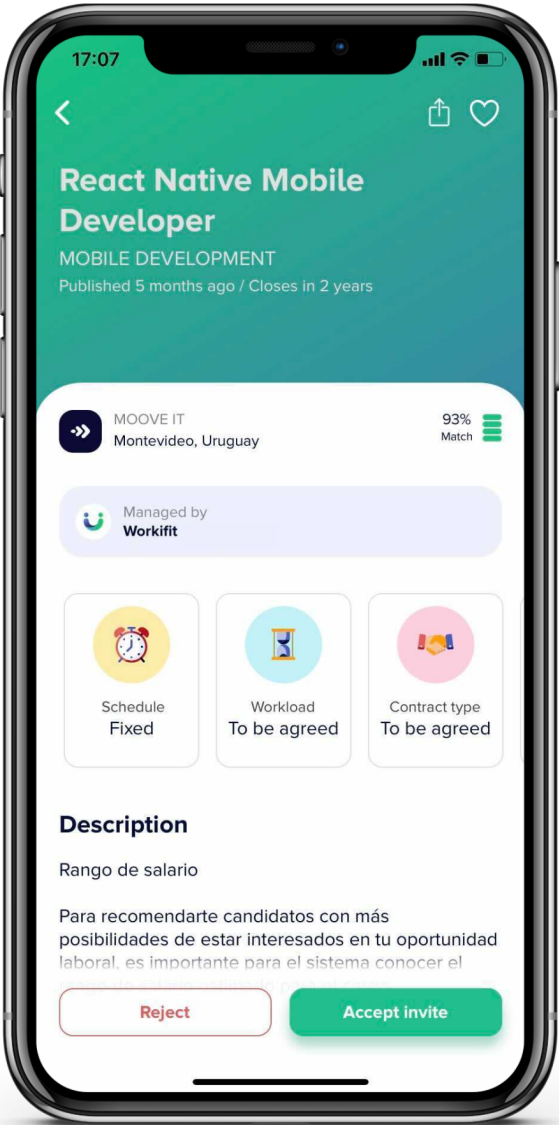 17:07
React Native Mobile
Developer
MOBILE DEVELOPMENT
Published 5 months ago / Closes in 2 years
MOOVE IT
Montevideo, Uruguay
93%
Match
Managed by
Workifit
Schedule
Fixed
Workload
To be agreed
Contract type
To be agreed
Description
Rango de salario
Para recomendarte candidatos con más
posibilidades de estar interesados en tu oportunidad
laboral, es importante para el sistema conocer el
Reject
Accept invite